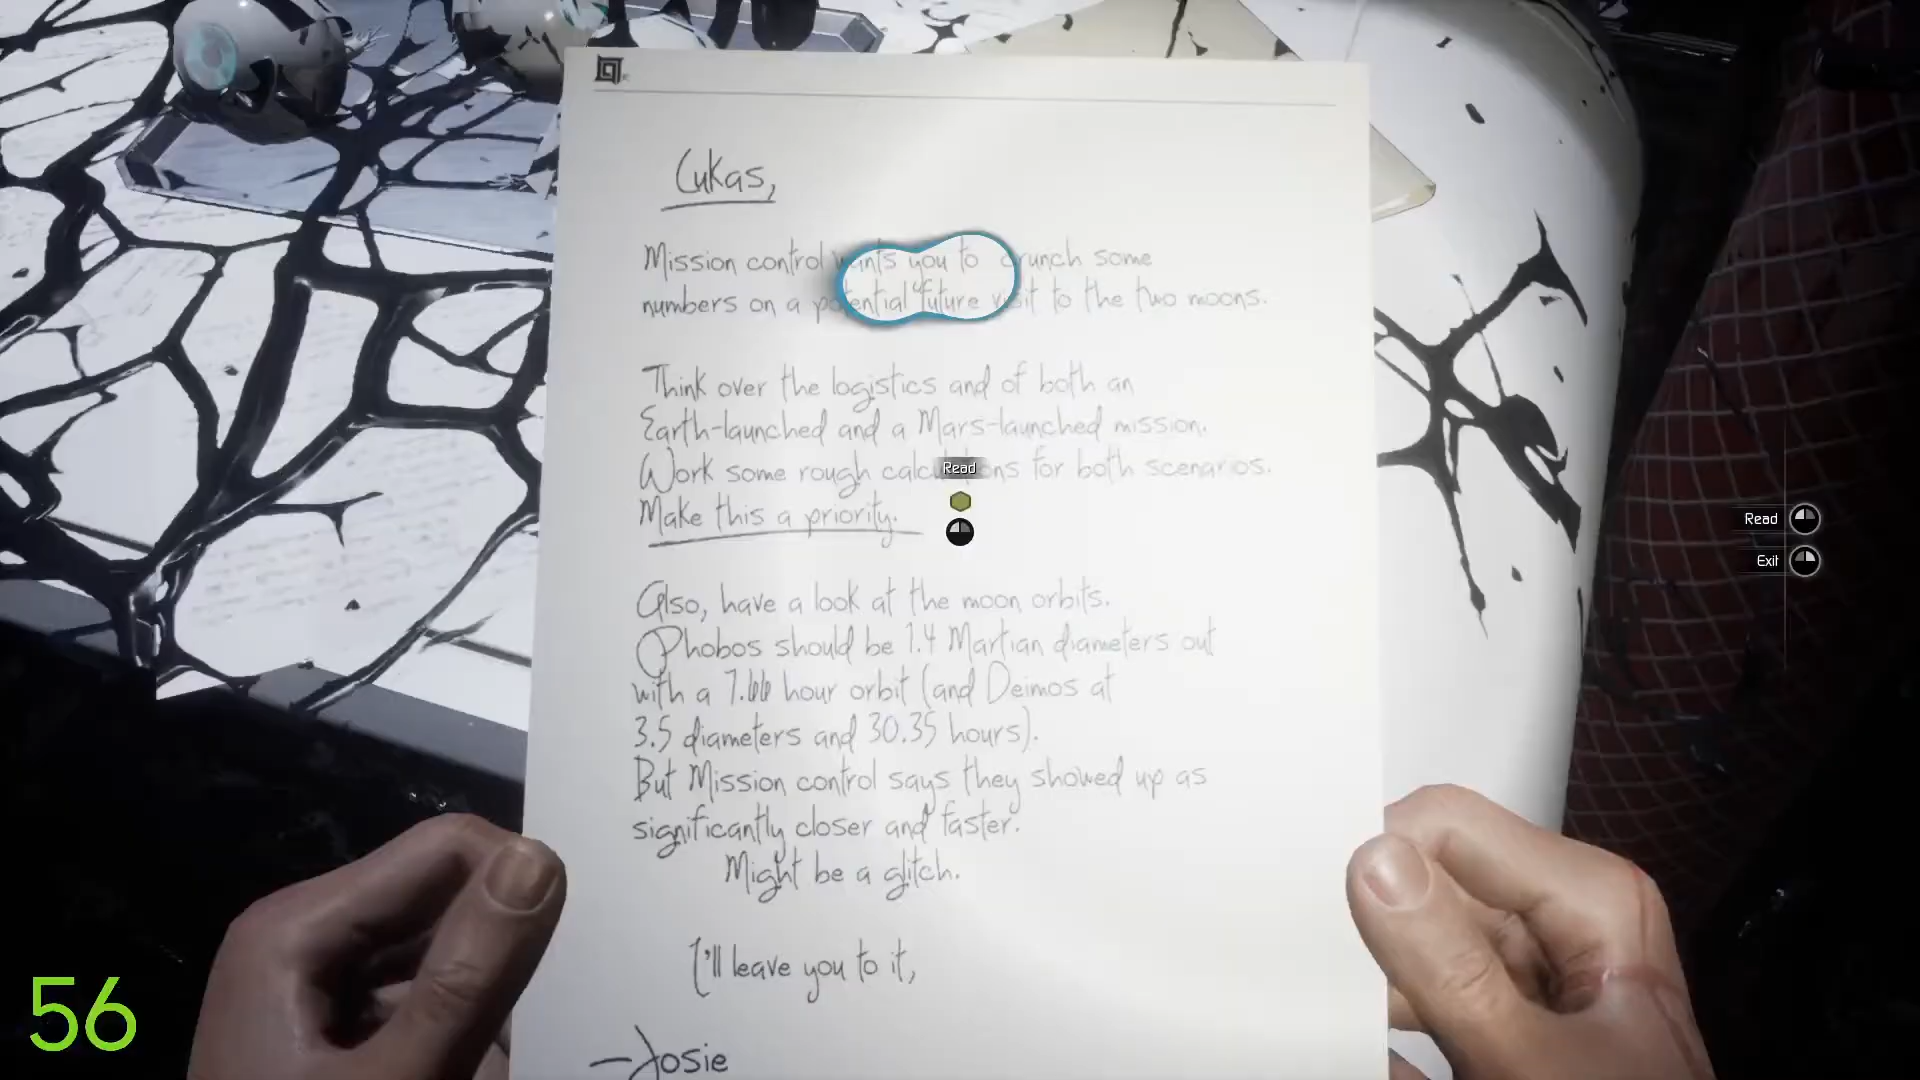 Lukas,
Mission control wants you to crunch some
numbers on a potential future visit to the two moons.
Think over the logistics and of both an
Earth-launched and a Mars-launched mission.
Work some rough calculations for both scenarios.
Read
Make this a priority.
Read
Exit
Also, have a look at the moon orbits.
Phobos should be 1.4 Martian diameters out
with a 7.66 hour orbit (and Deimos at
3.5 diameters and 30.35 hours).
But Mission control says they showed up as
significantly closer and faster.
Might be a glitch.
I'll leave you to it,
—Josie
56